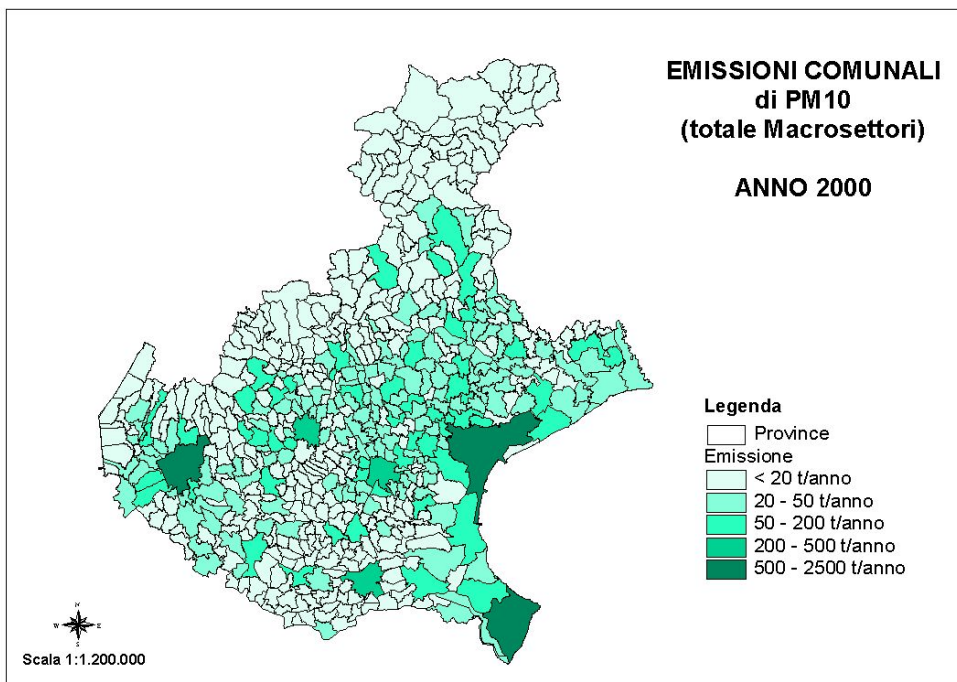 EMISSIONI COMUNALI
di PM10
(totale Macrosettori)
ANNO 2000
Legenda
Province
Emissione
< 20 t/anno
20 - 50 t/anno
50 - 200 t/anno
200 - 500 t/anno
500 - 2500 t/anno
N
W E
S
Scala 1:1.200.000